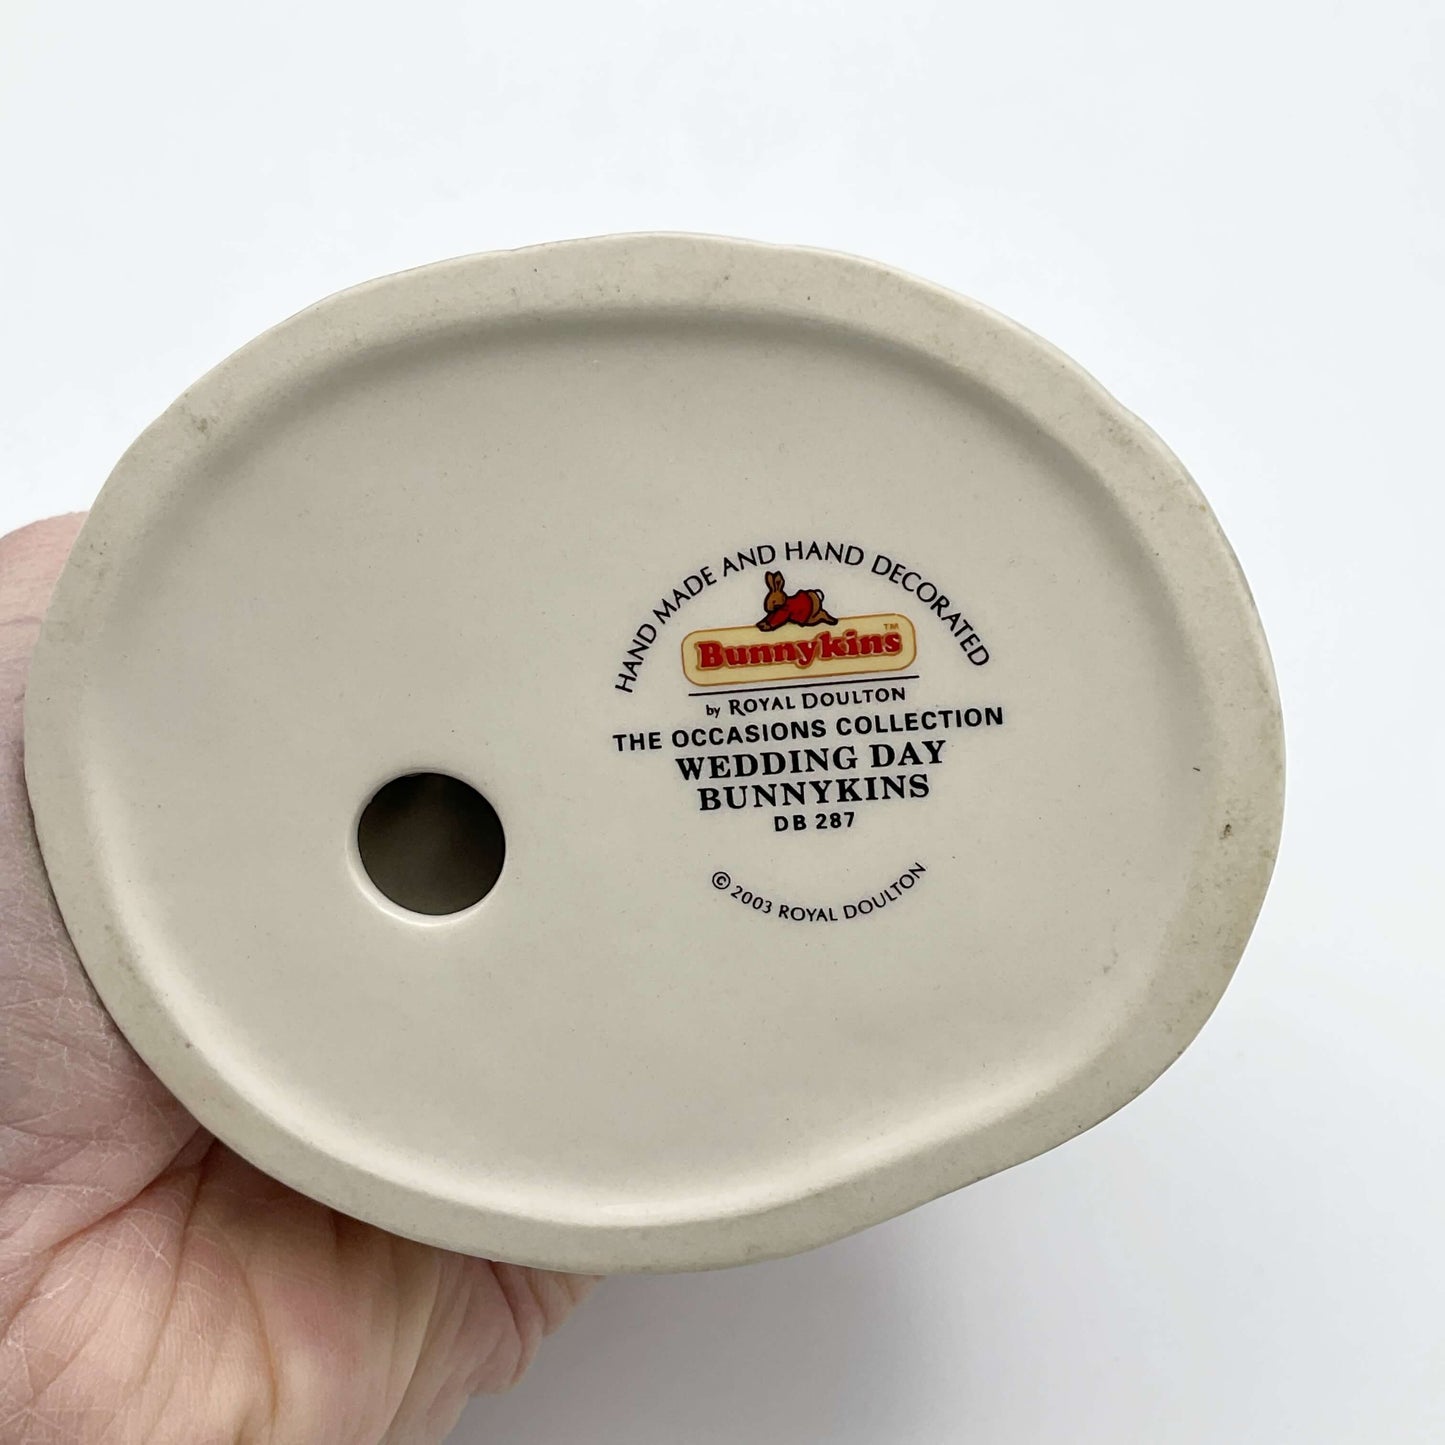 HAND MADE AND HAND DECORATED
Bunnykins™
by ROYAL DOULTON
THE OCCASIONS COLLECTION
WEDDING DAY
BUNNYKINS
DB 287
© 2003 ROYAL DOULTON